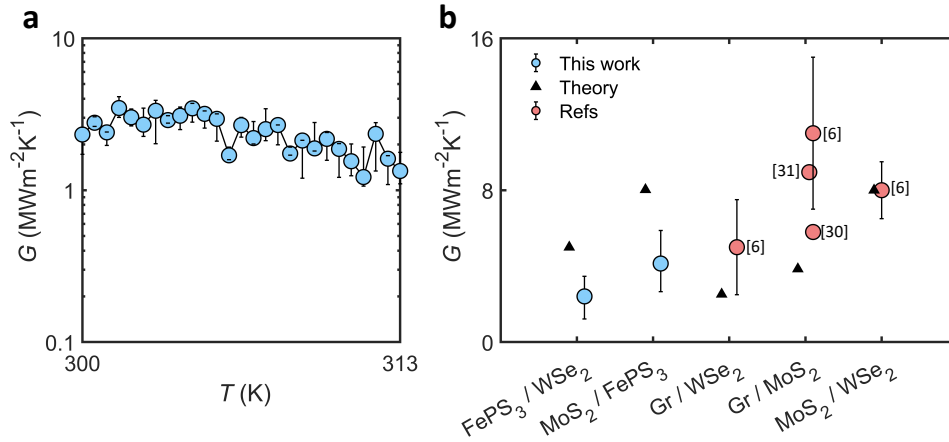 a
10
1
0.1
G (MWm⁻²K⁻¹)
300
313
T (K)
b
16
8
0
G (MWm⁻²K⁻¹)
This work
Theory
Refs
[6]
[31]
[30]
[6]
[6]
FePS₃ / WSe₂
MoS₂ / FePS₃
Gr / WSe₂
Gr / MoS₂
MoS₂ / WSe₂